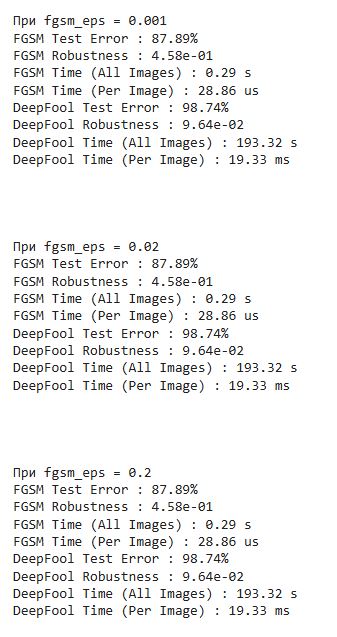 При fgsm_eps = 0.001
FGSM Test Error : 87.89%
FGSM Robustness : 4.58e-01
FGSM Time (All Images) : 0.29 s
FGSM Time (Per Image) : 28.86 us
DeepFool Test Error : 98.74%
DeepFool Robustness : 9.64e-02
DeepFool Time (All Images) : 193.32 s
DeepFool Time (Per Image) : 19.33 ms
При fgsm_eps = 0.02
FGSM Test Error : 87.89%
FGSM Robustness : 4.58e-01
FGSM Time (All Images) : 0.29 s
FGSM Time (Per Image) : 28.86 us
DeepFool Test Error : 98.74%
DeepFool Robustness : 9.64e-02
DeepFool Time (All Images) : 193.32 s
DeepFool Time (Per Image) : 19.33 ms
При fgsm_eps = 0.2
FGSM Test Error : 87.89%
FGSM Robustness : 4.58e-01
FGSM Time (All Images) : 0.29 s
FGSM Time (Per Image) : 28.86 us
DeepFool Test Error : 98.74%
DeepFool Robustness : 9.64e-02
DeepFool Time (All Images) : 193.32 s
DeepFool Time (Per Image) : 19.33 ms